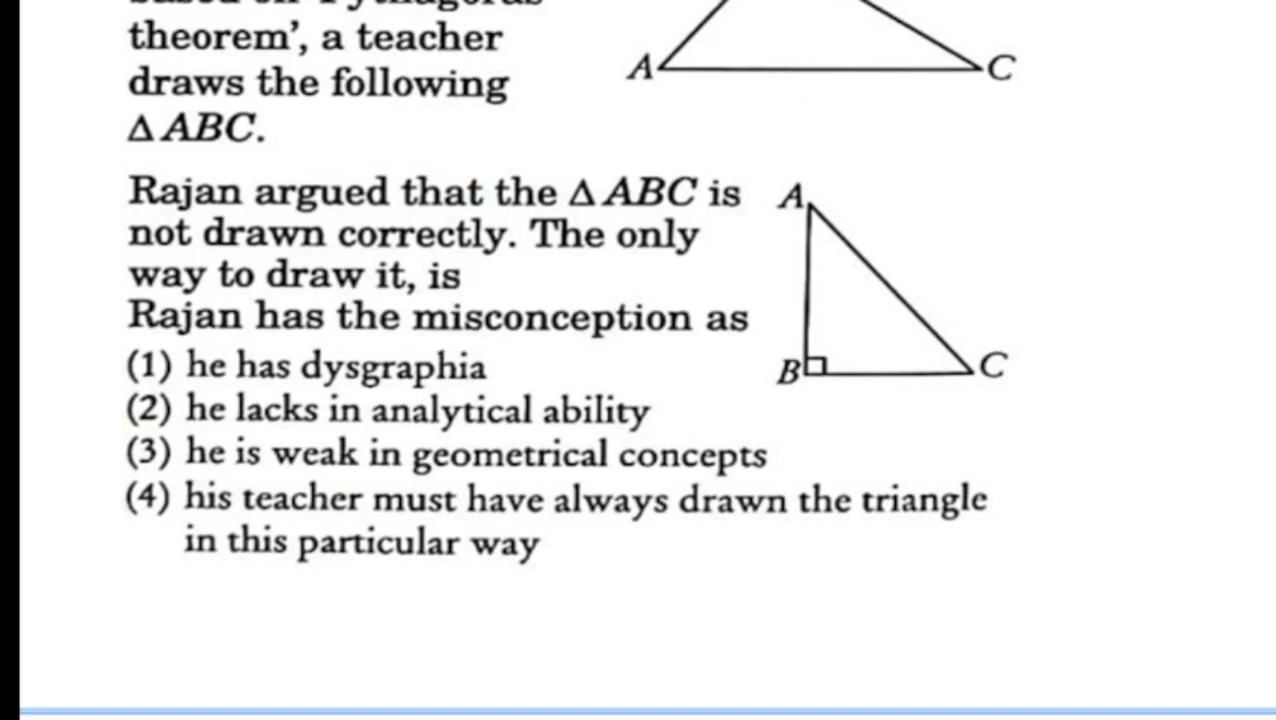 theorem’, a teacher
draws the following
Δ ABC.
A
C
Rajan argued that the Δ ABC is
not drawn correctly. The only
way to draw it, is
Rajan has the misconception as
A
B
C
(1) he has dysgraphia
(2) he lacks in analytical ability
(3) he is weak in geometrical concepts
(4) his teacher must have always drawn the triangle
in this particular way